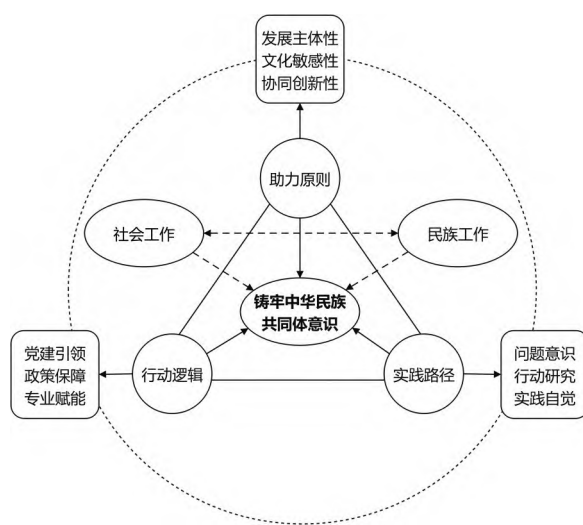 发展主体性
文化敏感性
协同创新性
助力原则
社会工作
民族工作
铸牢中华民族
共同体意识
党建引领
政策保障
专业赋能
行动逻辑
实践路径
问题意识
行动研究
实践自觉